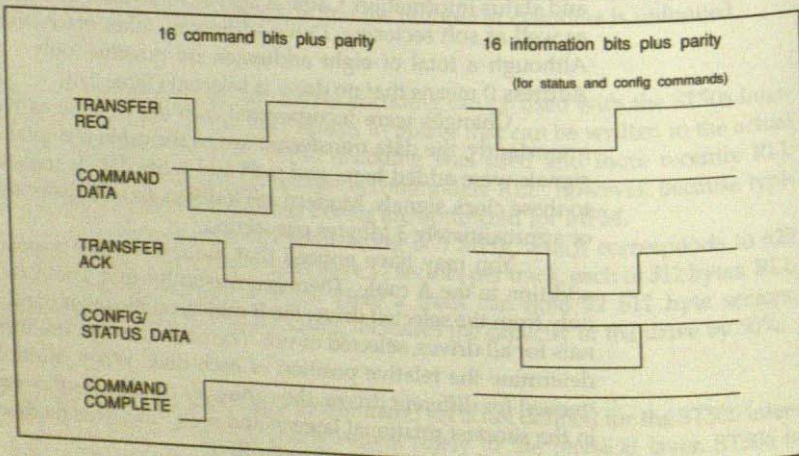 16 command bits plus parity
16 information bits plus parity
(for status and config commands)
TRANSFER
REQ
COMMAND
DATA
TRANSFER
ACK
CONFIG/
STATUS DATA
COMMAND
COMPLETE